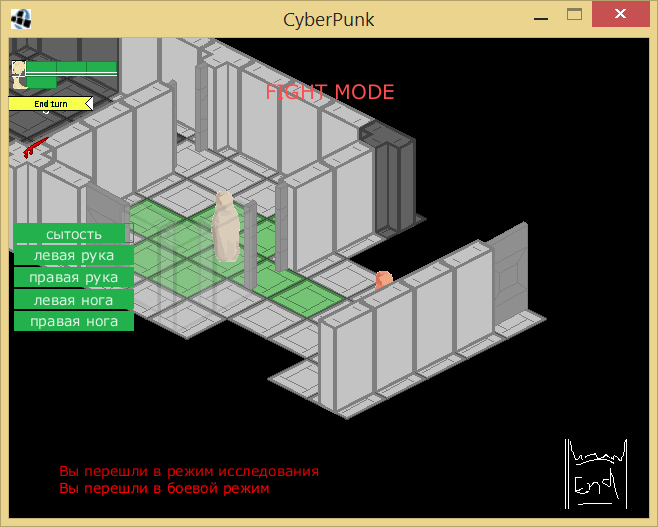 CyberPunk
FIGHT MODE
End turn
сытость
левая рука
правая рука
левая нога
правая нога
Вы перешли в режим исследования
Вы перешли в боевой режим
End